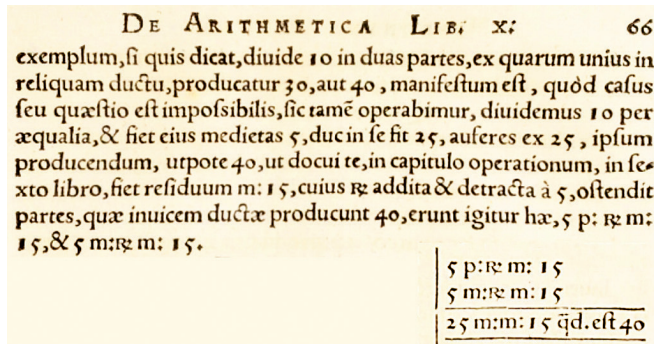 DE ARITHMETICA LIB. X: 66
exemplum, ſi quis dicat, diuide 10 in duas partes, ex quarum unius in
reliquam ductu, producatur 30, aut 40, manifeſtum eſt, quòd caſus
ſeu quæſtio eſt impoſsibilis, ſic tamẽ operabimur, diuidemus 10 per
æqualia, & fiet eius medietas 5, duc in ſe fit 25, auferes ex 25, ipſum
producendum, utpote 40, ut docui te, in capitulo operationum, in ſe-
xto libro, fiet reſiduum m: 15, cuius ℞ addita & detracta à 5, oſtendit
partes, quæ inuicem ductæ producunt 40, erunt igitur hæ, 5 p: ℞ m:
15, & 5 m: ℞ m: 15.
5 p: ℞ m: 15
5 m: ℞ m: 15
25 m: m: 15 q̃d. eſt 40